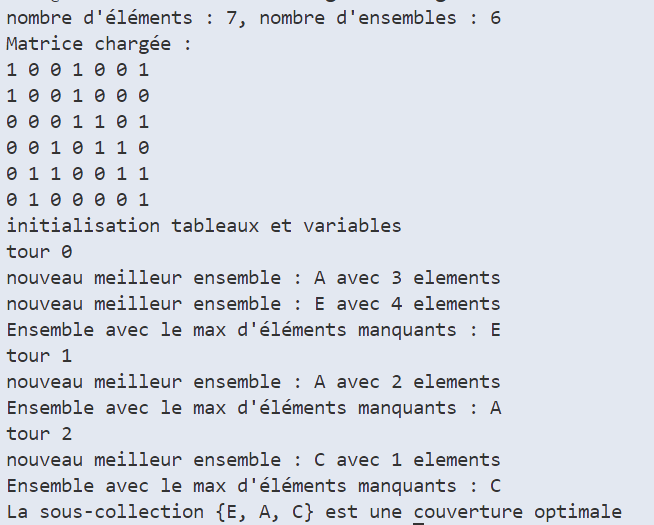 nombre d'éléments : 7, nombre d'ensembles : 6
Matrice chargée :
1 0 0 1 0 0 1
1 0 0 1 0 0 0
0 0 0 1 1 0 1
0 0 1 0 1 1 0
0 1 1 0 0 1 1
0 1 0 0 0 0 1
initialisation tableaux et variables
tour 0
nouveau meilleur ensemble : A avec 3 elements
nouveau meilleur ensemble : E avec 4 elements
Ensemble avec le max d'éléments manquants : E
tour 1
nouveau meilleur ensemble : A avec 2 elements
Ensemble avec le max d'éléments manquants : A
tour 2
nouveau meilleur ensemble : C avec 1 elements
Ensemble avec le max d'éléments manquants : C
La sous-collection {E, A, C} est une couverture optimale